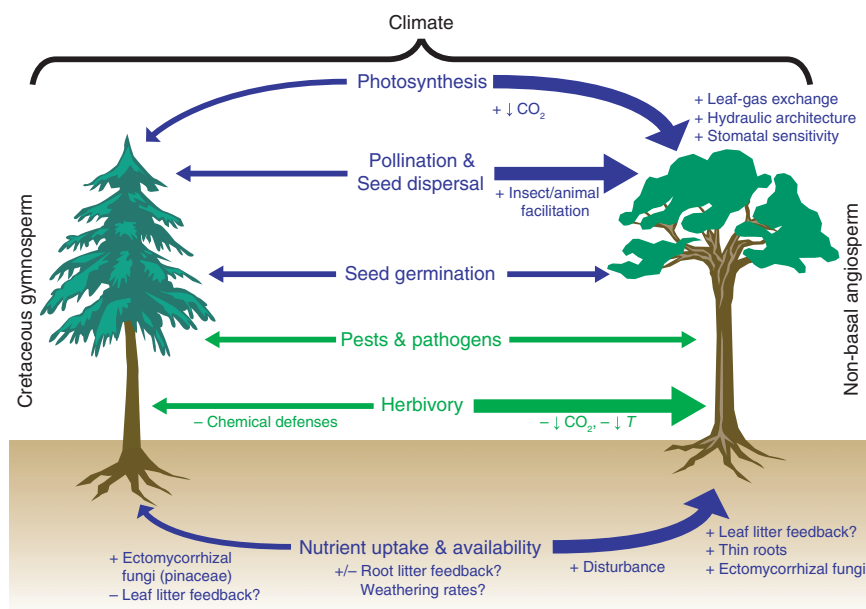 Climate
Photosynthesis
+ ↓ CO₂
+ Leaf-gas exchange
+ Hydraulic architecture
+ Stomatal sensitivity
Pollination &
Seed dispersal
+ Insect/animal
facilitation
Cretaceous gymnosperm
Non-basal angiosperm
Seed germination
Pests & pathogens
Herbivory
– Chemical defenses
– ↓ CO₂, – ↓ T
Nutrient uptake & availability
+ Ectomycorrhizal
fungi (pinaceae)
– Leaf litter feedback?
+/– Root litter feedback?
Weathering rates?
+ Disturbance
+ Leaf litter feedback?
+ Thin roots
+ Ectomycorrhizal fungi